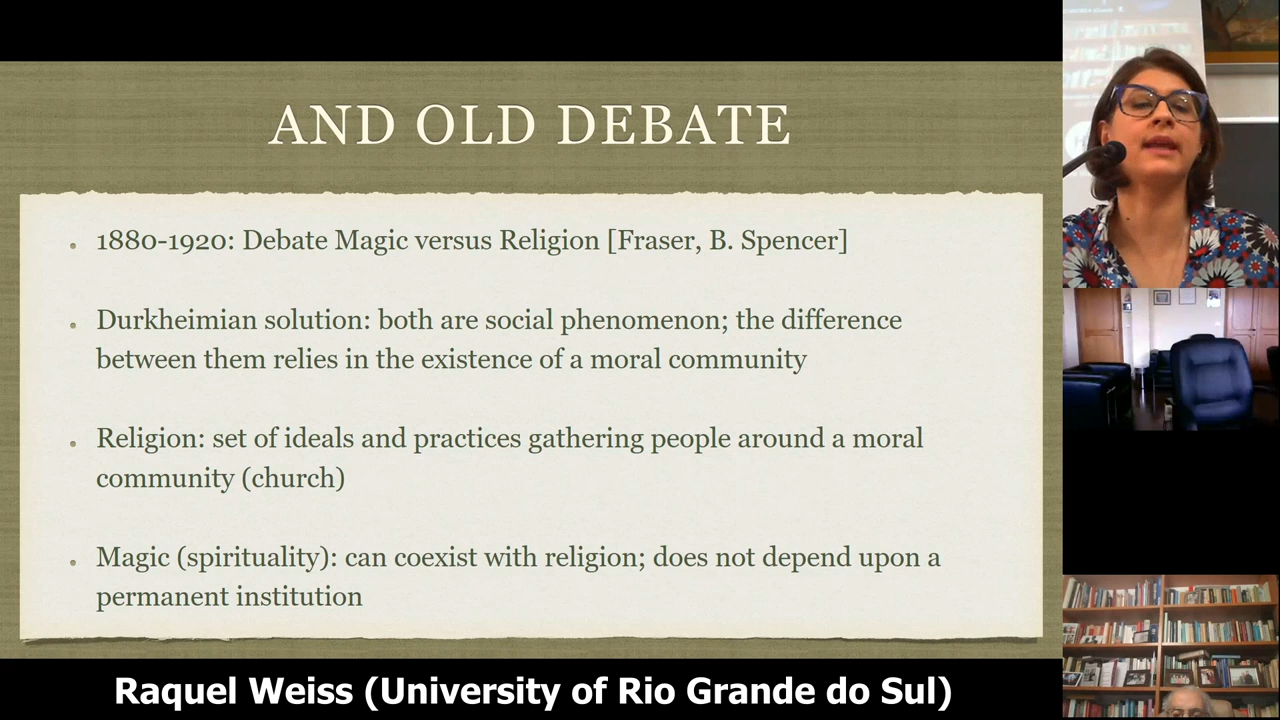 AND OLD DEBATE
1880-1920: Debate Magic versus Religion [Fraser, B. Spencer]
Durkheimian solution: both are social phenomenon; the difference
between them relies in the existence of a moral community
Religion: set of ideals and practices gathering people around a moral
community (church)
Magic (spirituality): can coexist with religion; does not depend upon a
permanent institution
Raquel Weiss (University of Rio Grande do Sul)